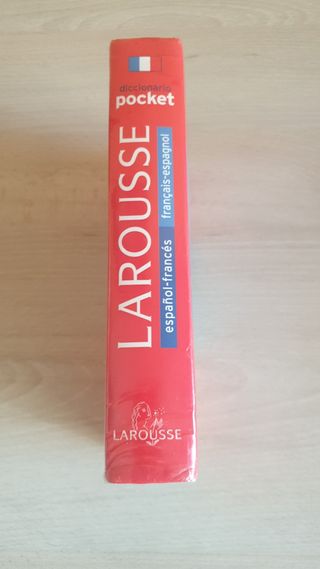 diccionario
pocket
LAROUSSE
español-francés
français-espagnol
LAROUSSE